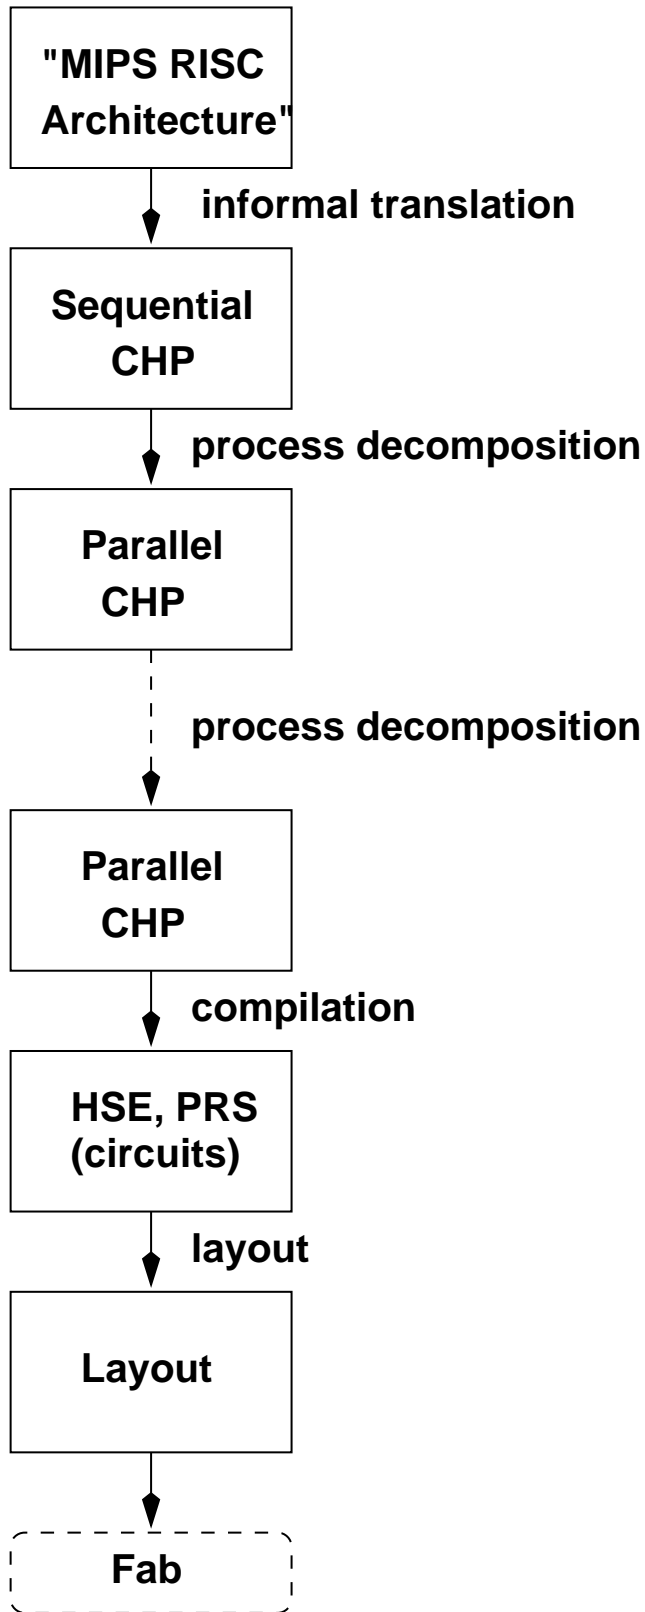 "MIPS RISC
Architecture"
informal translation
Sequential
CHP
process decomposition
Parallel
CHP
process decomposition
Parallel
CHP
compilation
HSE, PRS
(circuits)
layout
Layout
Fab